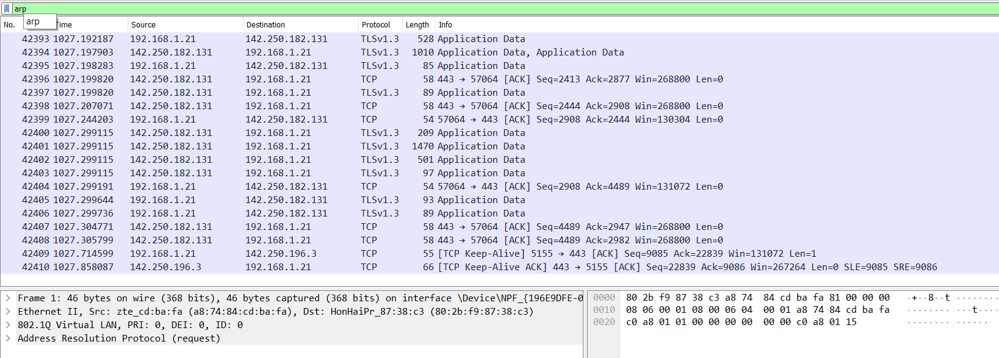 arp
arp
No. Time Source Destination Protocol Length Info
42393 1027.192187 192.168.1.21 142.250.182.131 TLSv1.3 528 Application Data
42394 1027.197903 142.250.182.131 192.168.1.21 TLSv1.3 1010 Application Data, Application Data
42395 1027.198283 192.168.1.21 142.250.182.131 TLSv1.3 85 Application Data
42396 1027.199820 142.250.182.131 192.168.1.21 TCP 58 443 → 57064 [ACK] Seq=2413 Ack=2877 Win=268800 Len=0
42397 1027.199820 142.250.182.131 192.168.1.21 TLSv1.3 89 Application Data
42398 1027.207071 142.250.182.131 192.168.1.21 TCP 58 443 → 57064 [ACK] Seq=2444 Ack=2908 Win=268800 Len=0
42399 1027.244203 192.168.1.21 142.250.182.131 TCP 54 57064 → 443 [ACK] Seq=2908 Ack=2444 Win=130304 Len=0
42400 1027.299115 142.250.182.131 192.168.1.21 TLSv1.3 209 Application Data
42401 1027.299115 142.250.182.131 192.168.1.21 TLSv1.3 1470 Application Data
42402 1027.299115 142.250.182.131 192.168.1.21 TLSv1.3 501 Application Data
42403 1027.299115 142.250.182.131 192.168.1.21 TLSv1.3 97 Application Data
42404 1027.299191 192.168.1.21 142.250.182.131 TCP 54 57064 → 443 [ACK] Seq=2908 Ack=4489 Win=131072 Len=0
42405 1027.299644 192.168.1.21 142.250.182.131 TLSv1.3 93 Application Data
42406 1027.299736 192.168.1.21 142.250.182.131 TLSv1.3 89 Application Data
42407 1027.304771 142.250.182.131 192.168.1.21 TCP 58 443 → 57064 [ACK] Seq=4489 Ack=2947 Win=268800 Len=0
42408 1027.305799 142.250.182.131 192.168.1.21 TCP 58 443 → 57064 [ACK] Seq=4489 Ack=2982 Win=268800 Len=0
42409 1027.714599 192.168.1.21 142.250.196.3 TCP 55 [TCP Keep-Alive] 5155 → 443 [ACK] Seq=9085 Ack=22839 Win=131072 Len=1
42410 1027.858087 142.250.196.3 192.168.1.21 TCP 66 [TCP Keep-Alive ACK] 443 → 5155 [ACK] Seq=22839 Ack=9086 Win=267264 Len=0 SLE=9085 SRE=9086
Frame 1: 46 bytes on wire (368 bits), 46 bytes captured (368 bits) on interface \Device\NPF_{196E9DFE-0
Ethernet II, Src: zte_cd:ba:fa (a8:74:84:cd:ba:fa), Dst: HonHaiPr_87:38:c3 (80:2b:f9:87:38:c3)
802.1Q Virtual LAN, PRI: 0, DEI: 0, ID: 0
Address Resolution Protocol (request)
0000 80 2b f9 87 38 c3 a8 74 84 cd ba fa 81 00 00 00 ·+··8··t ········
0010 08 06 00 01 08 00 06 04 00 01 a8 74 84 cd ba fa ········ ···t····
0020 c0 a8 01 01 00 00 00 00 00 00 c0 a8 01 15 ········ ······